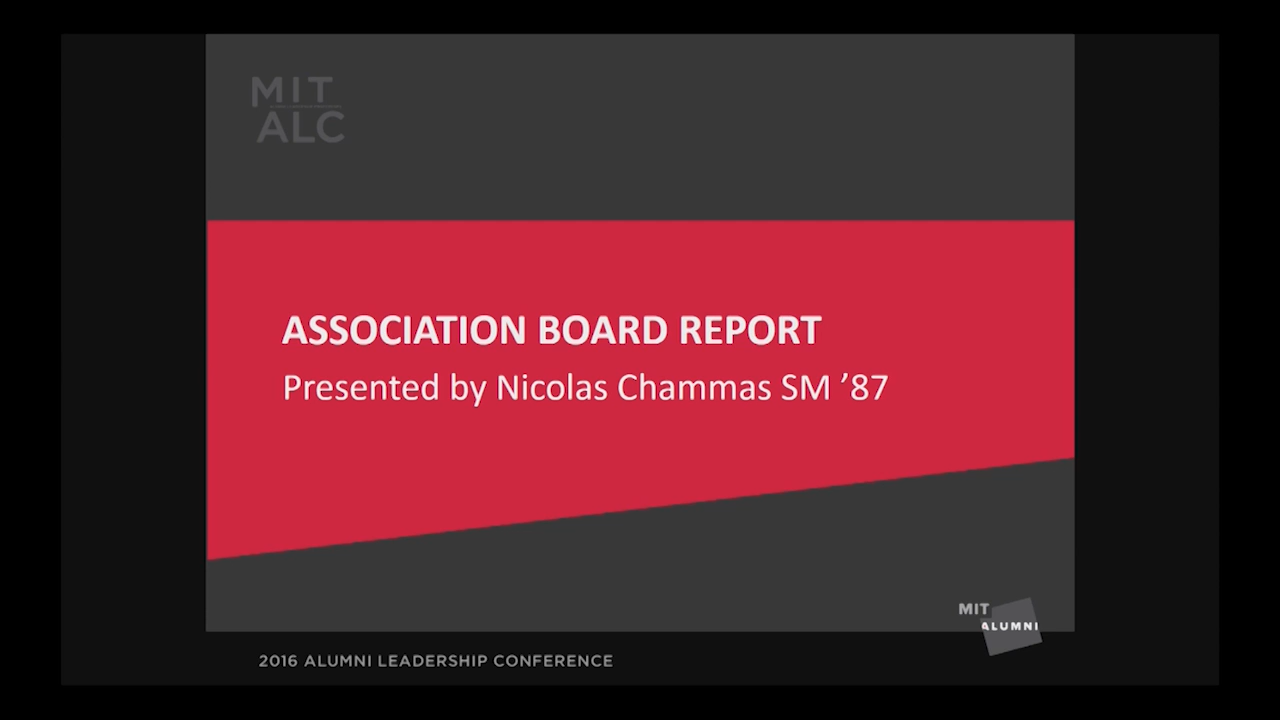 MIT
ALC
ASSOCIATION BOARD REPORT
Presented by Nicolas Chammas SM ’87
MIT
ALUMNI
2016 ALUMNI LEADERSHIP CONFERENCE